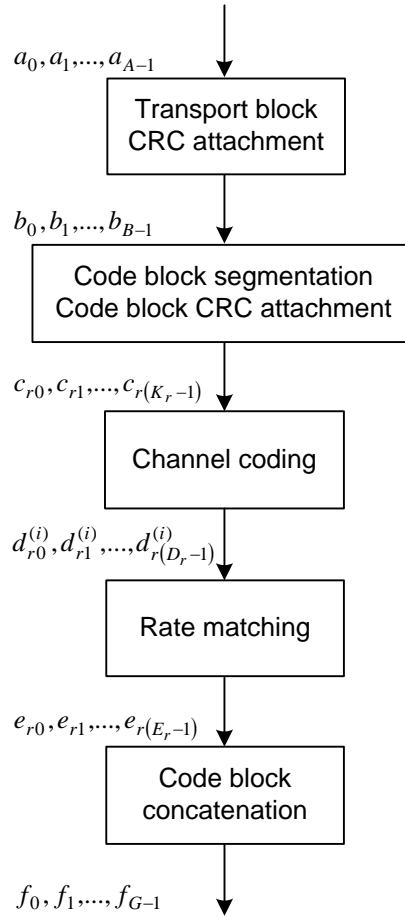 a_0, a_1,..., a_{A−1}
Transport block
CRC attachment
b_0, b_1,..., b_{B−1}
Code block segmentation
Code block CRC attachment
c_{r0}, c_{r1},..., c_{r(K_r−1)}
Channel coding
d_{r0}^{(i)}, d_{r1}^{(i)},..., d_{r(D_r−1)}^{(i)}
Rate matching
e_{r0}, e_{r1},..., e_{r(E_r−1)}
Code block
concatenation
f_0, f_1,..., f_{G−1}